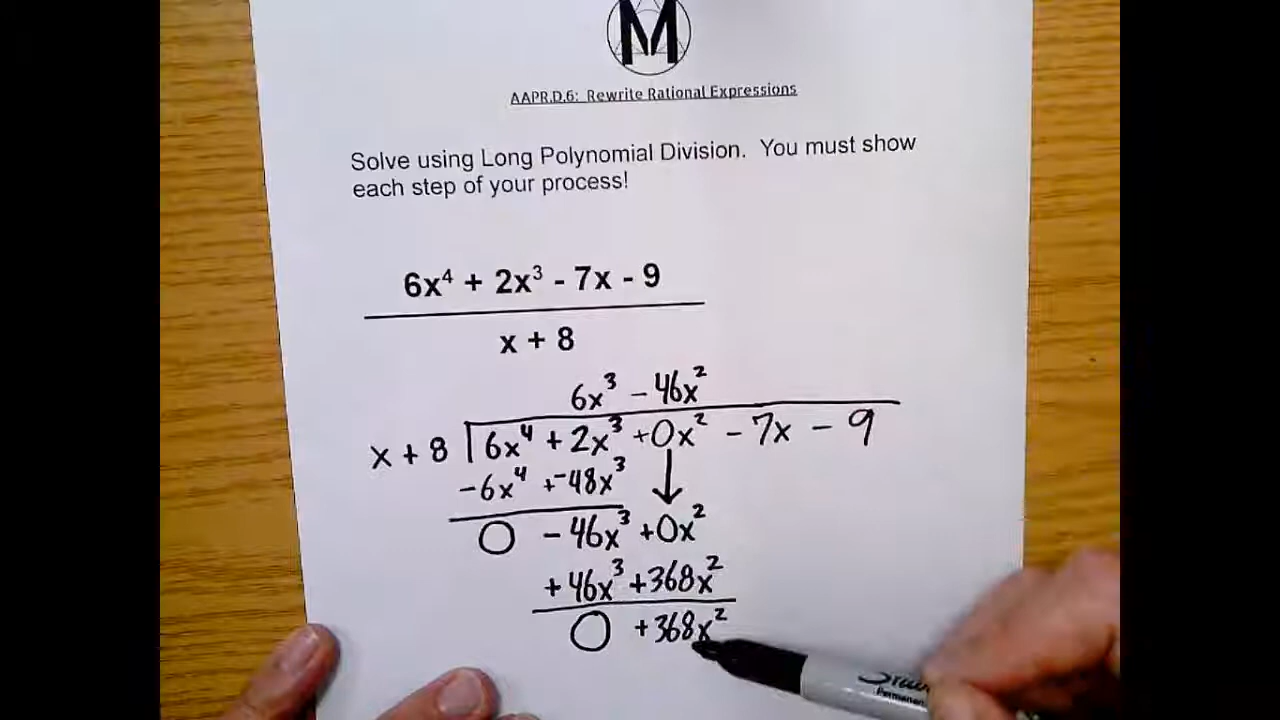 M
AAPR.D.6: Rewrite Rational Expressions
Solve using Long Polynomial Division. You must show
each step of your process!
6x⁴ + 2x³ - 7x - 9
x + 8
6x³ - 46x²
x + 8 6x⁴ + 2x³ +0x² - 7x - 9
-6x⁴ +-48x³
0 - 46x³ +0x²
+ 46x³ +368x²
0 +368x²
Permanen